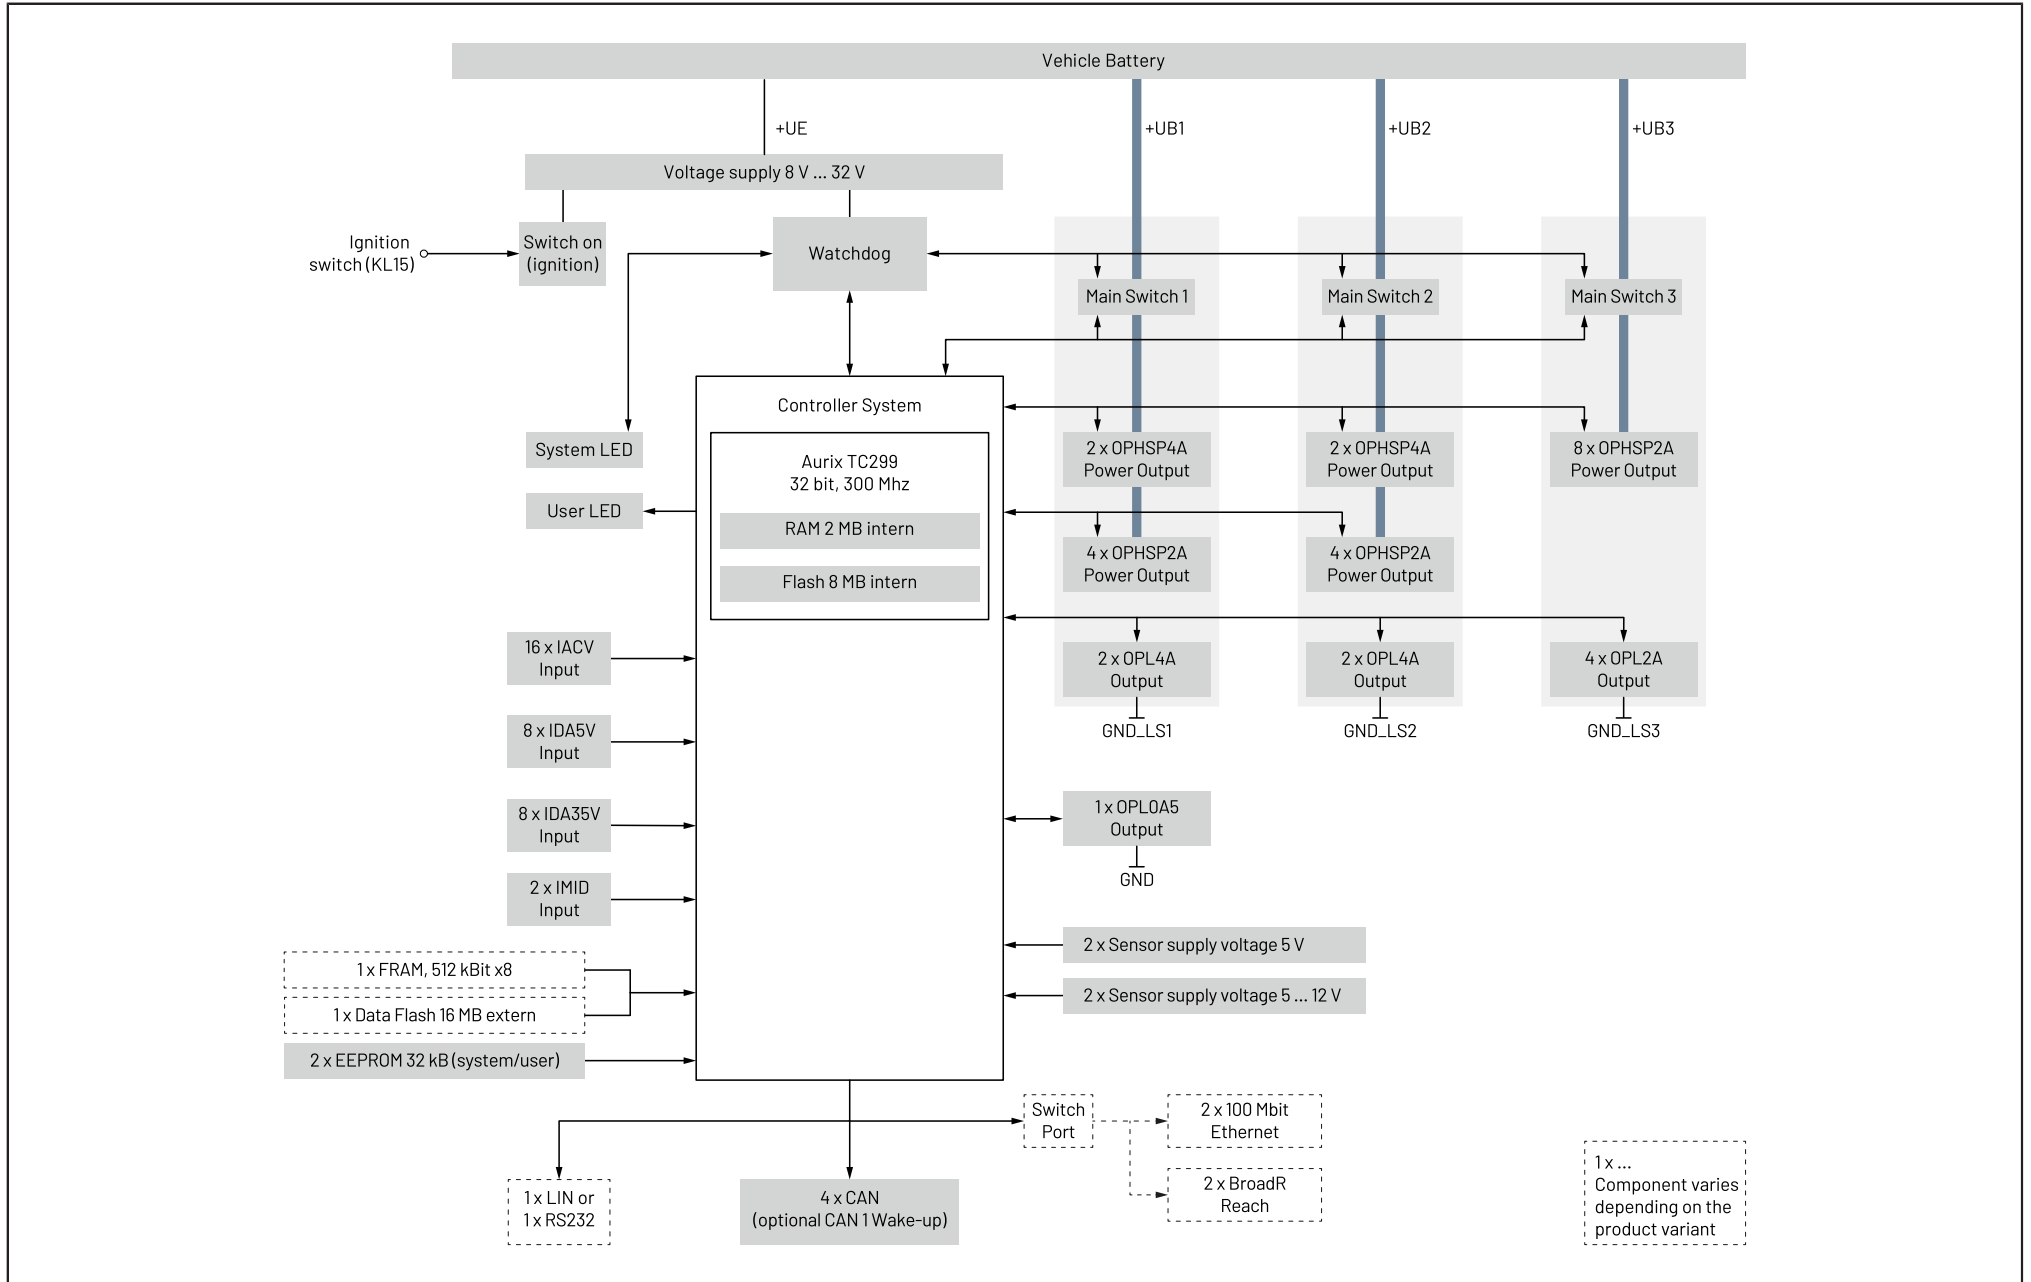 Vehicle Battery
+UE
+UB1
+UB2
+UB3
Voltage supply 8 V ... 32 V
Ignition
switch (KL15)
Switch on
(ignition)
Watchdog
Main Switch 1
Main Switch 2
Main Switch 3
Controller System
System LED
User LED
Aurix TC299
32 bit, 300 Mhz
RAM 2 MB intern
Flash 8 MB intern
2 x OPHSP4A
Power Output
2 x OPHSP4A
Power Output
8 x OPHSP2A
Power Output
4 x OPHSP2A
Power Output
4 x OPHSP2A
Power Output
2 x OPL4A
Output
2 x OPL4A
Output
4 x OPL2A
Output
GND_LS1
GND_LS2
GND_LS3
16 x IACV
Input
8 x IDA5V
Input
8 x IDA35V
Input
2 x IMID
Input
1 x OPL0A5
Output
GND
2 x Sensor supply voltage 5 V
2 x Sensor supply voltage 5 ... 12 V
1 x FRAM, 512 kBit x8
1 x Data Flash 16 MB extern
2 x EEPROM 32 kB (system/user)
Switch
Port
2 x 100 Mbit
Ethernet
2 x BroadR
Reach
1 x LIN or
1 x RS232
4 x CAN
(optional CAN 1 Wake-up)
1 x ...
Component varies
depending on the
product variant